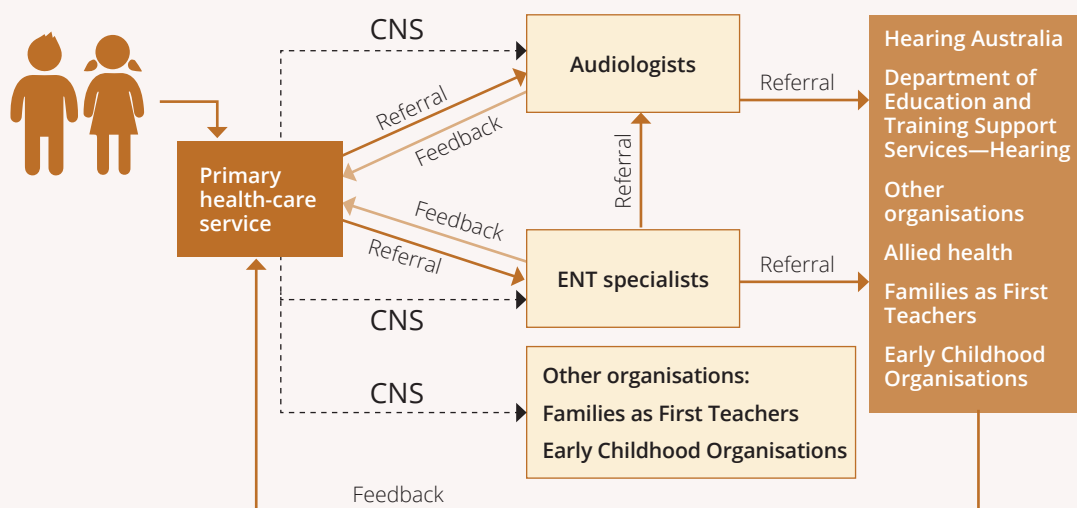 CNS
Audiologists
Referral
Hearing Australia
Department of
Education and
Training Support
Services—Hearing
Other
organisations
Allied health
Families as First
Teachers
Early Childhood
Organisations
Referral
Feedback
Primary
health-care
service
Referral
Feedback
Referral
ENT specialists
Referral
CNS
CNS
Other organisations:
Families as First Teachers
Early Childhood Organisations
Feedback